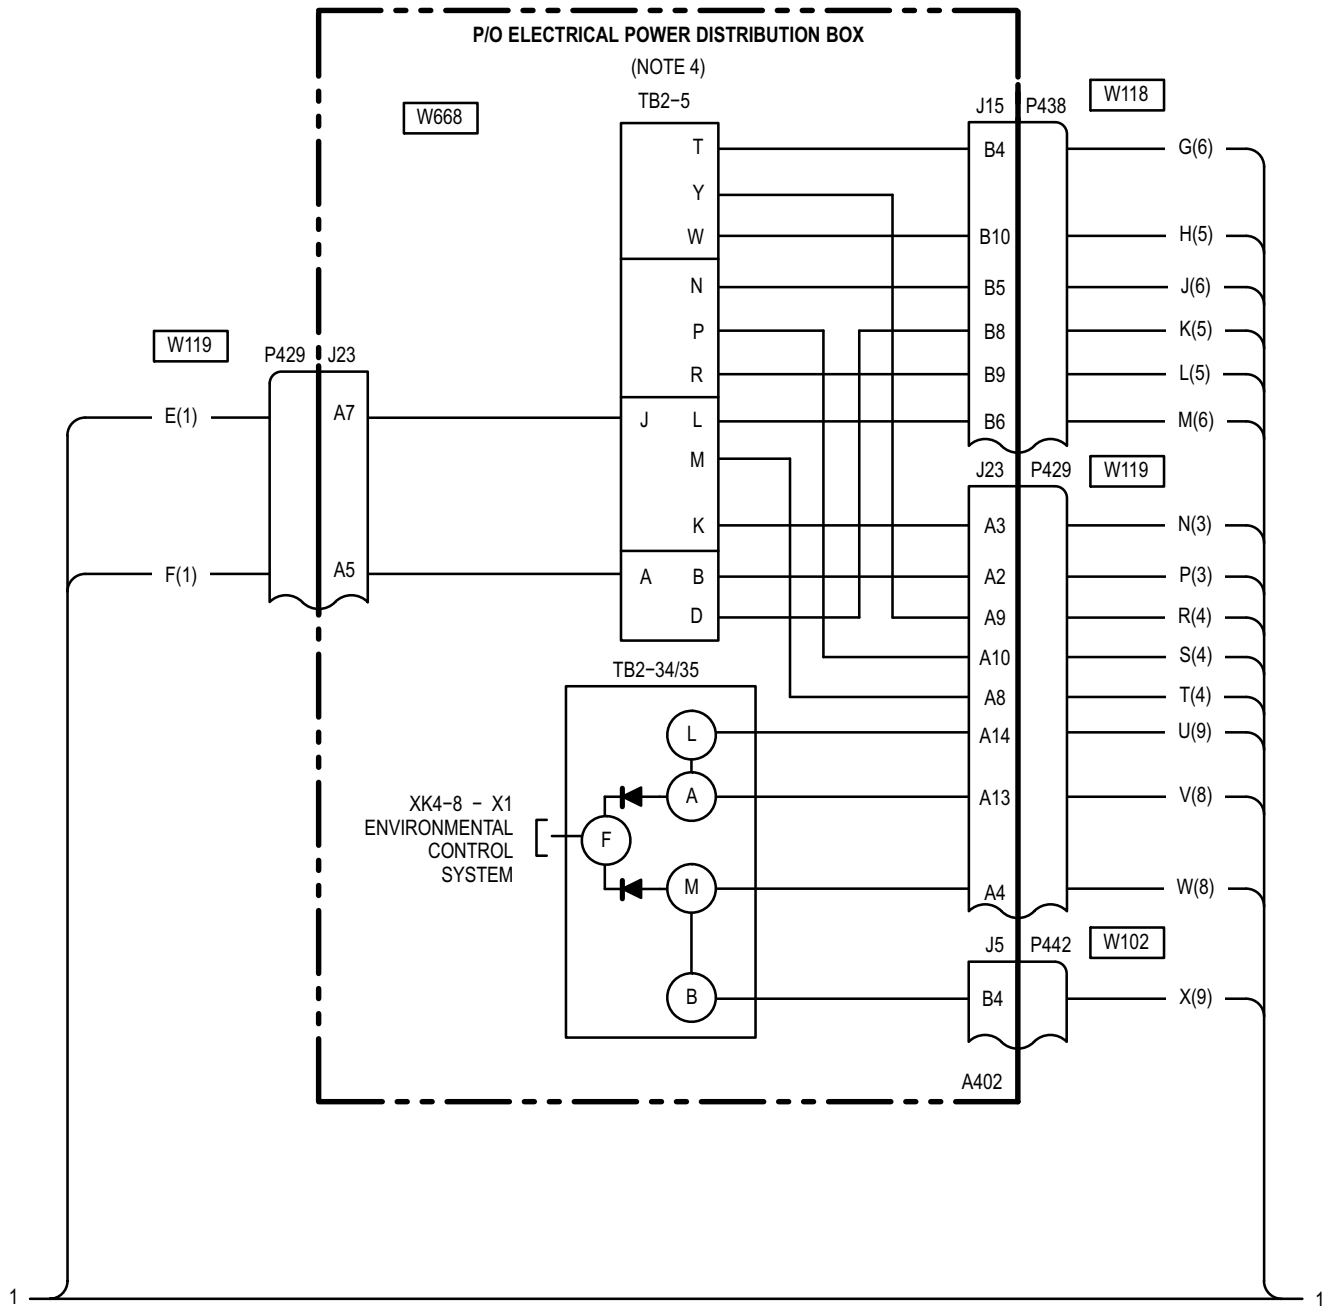 P/O ELECTRICAL POWER DISTRIBUTION BOX
(NOTE 4)
TB2-5
W668
J15 P438
W118
T
B4
G(6)
Y
W
B10
H(5)
N
B5
J(6)
P
B8
K(5)
R
B9
L(5)
W119
P429 J23
E(1)
A7
J L
B6
M(6)
M
J23 P429
W119
K
A3
N(3)
F(1)
A5
A B
A2
P(3)
D
A9
R(4)
A10
S(4)
TB2-34/35
A8
T(4)
L
A14
U(9)
A
A13
V(8)
XK4-8 - X1
ENVIRONMENTAL
CONTROL
SYSTEM
F
M
A4
W(8)
J5 P442
W102
B
B4
X(9)
A402
1
1